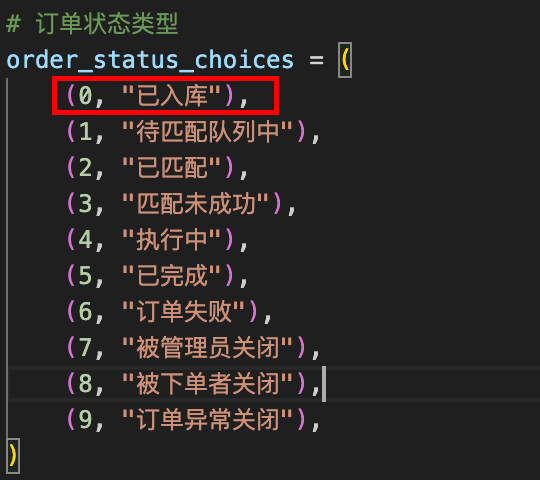 # 订单状态类型
order_status_choices = (
(0, "已入库"),
(1, "待匹配队列中"),
(2, "已匹配"),
(3, "匹配未成功"),
(4, "执行中"),
(5, "已完成"),
(6, "订单失败"),
(7, "被管理员关闭"),
(8, "被下单者关闭"),
(9, "订单异常关闭"),
)